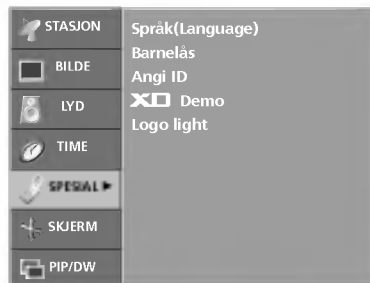 STASJON
BILDE
LYD
TIME
SPESIAL ►
SKJERM
PIP/DW
Språk(Language)
Barnelås
Angi ID
XD Demo
Logo light